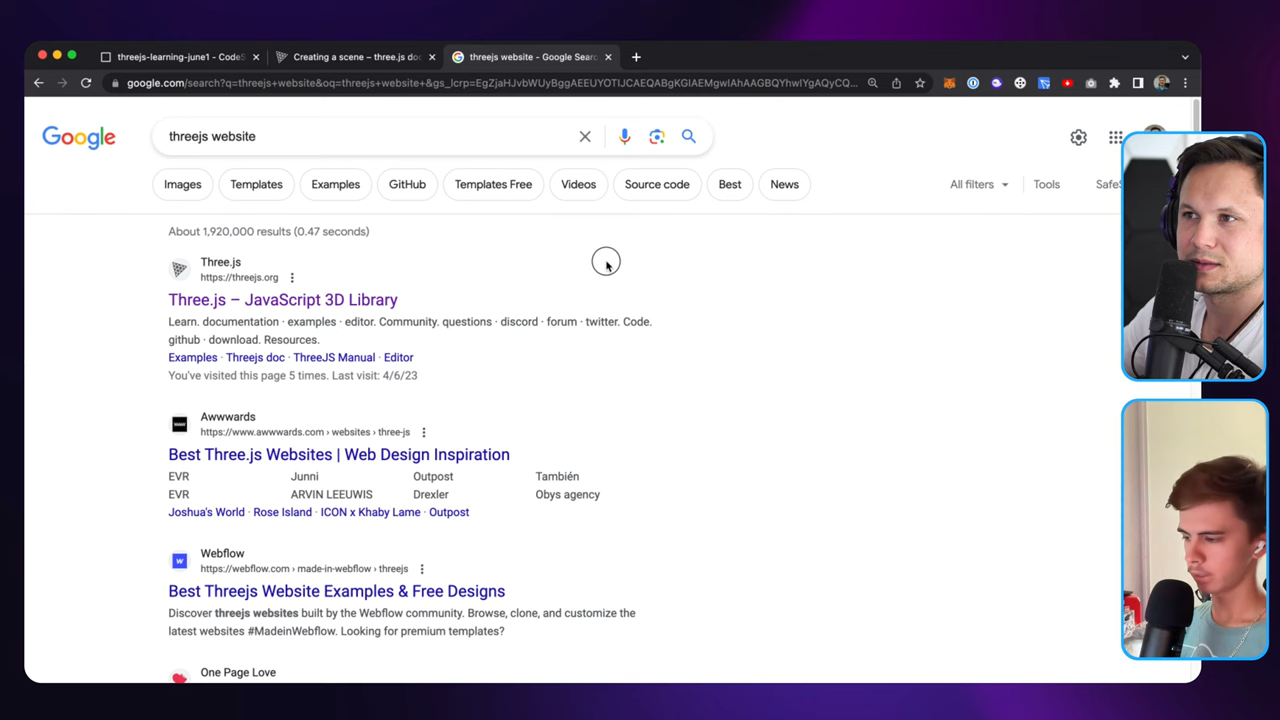 threejs-learning-june1 - CodeS
Creating a scene – three.js doc
threejs website - Google Searc
google.com/search?q=threejs+website&oq=threejs+website+&gs_lcrp=EgZjaHJvbWUyBggAEEUYOTIJCAEQABgKGIAEMgwIAhAAGBQYhwIYgAQyCQ...
Google
threejs website
Images
Templates
Examples
GitHub
Templates Free
Videos
Source code
Best
News
All filters
Tools
SafeS
About 1,920,000 results (0.47 seconds)
Three.js
https://threejs.org
Three.js – JavaScript 3D Library
Learn. documentation · examples · editor. Community. questions · discord · forum · twitter. Code.
github · download. Resources.
Examples · Threejs doc · ThreeJS Manual · Editor
You've visited this page 5 times. Last visit: 4/6/23
Awwwards
https://www.awwwards.com › websites › three-js
Best Three.js Websites | Web Design Inspiration
EVR Junni Outpost También
EVR ARVIN LEEUWIS Drexler Obys agency
Joshua's World · Rose Island · ICON x Khaby Lame · Outpost
Webflow
https://webflow.com › made-in-webflow › threejs
Best Threejs Website Examples & Free Designs
Discover threejs websites built by the Webflow community. Browse, clone, and customize the
latest websites #MadeinWebflow. Looking for premium templates?
One Page Love